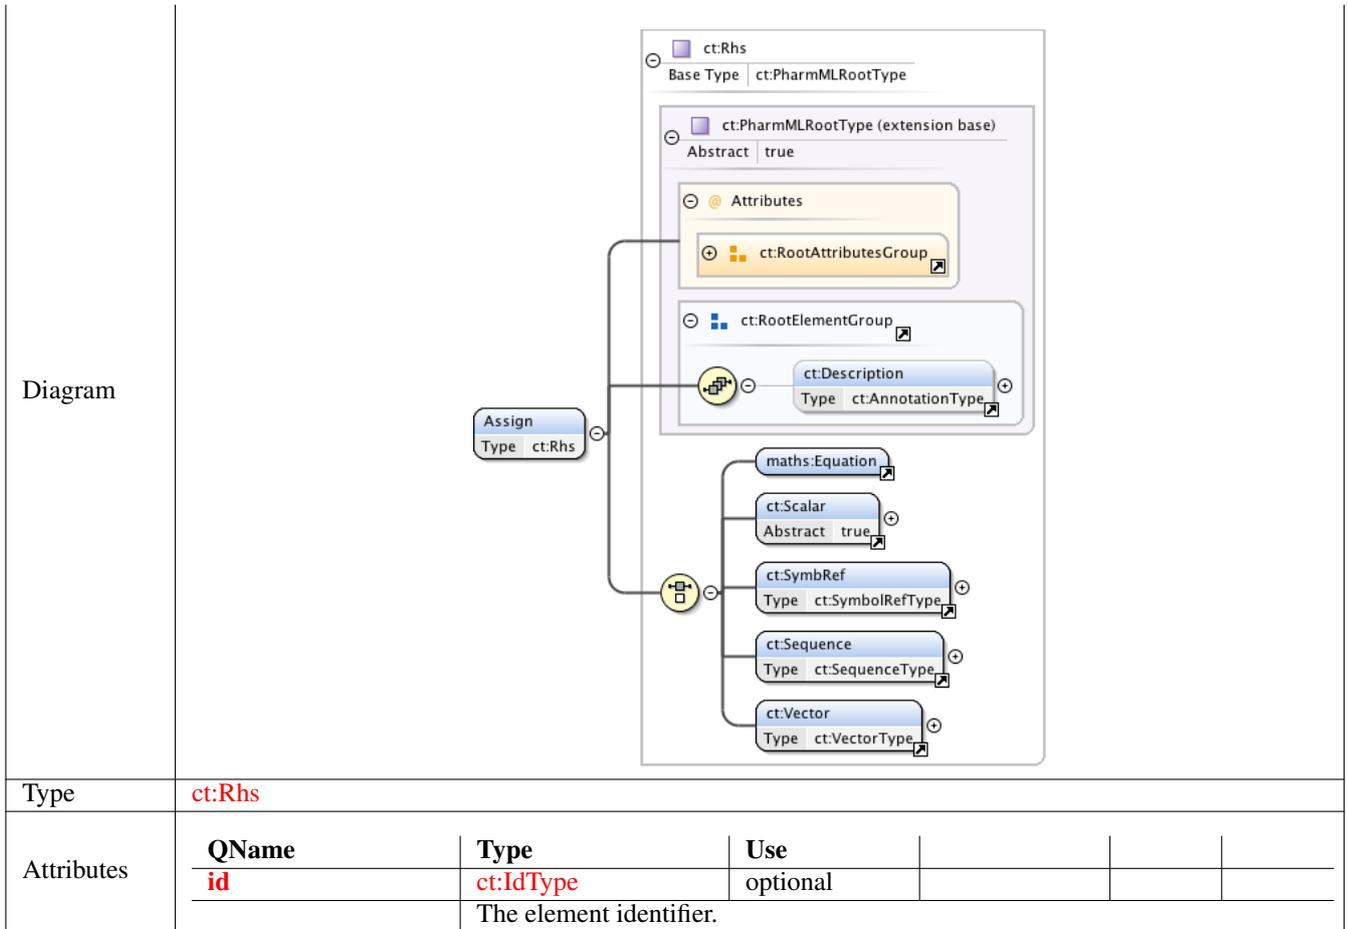 Diagram
ct:Rhs
Base Type ct:PharmMLRootType
ct:PharmMLRootType (extension base)
Abstract true
@ Attributes
ct:RootAttributesGroup
ct:RootElementGroup
ct:Description
Type ct:AnnotationType
Assign
Type ct:Rhs
maths:Equation
ct:Scalar
Abstract true
ct:SymbRef
Type ct:SymbolRefType
ct:Sequence
Type ct:SequenceType
ct:Vector
Type ct:VectorType
Type ct:Rhs
Attributes
QName Type Use
id ct:IdType optional
The element identifier.